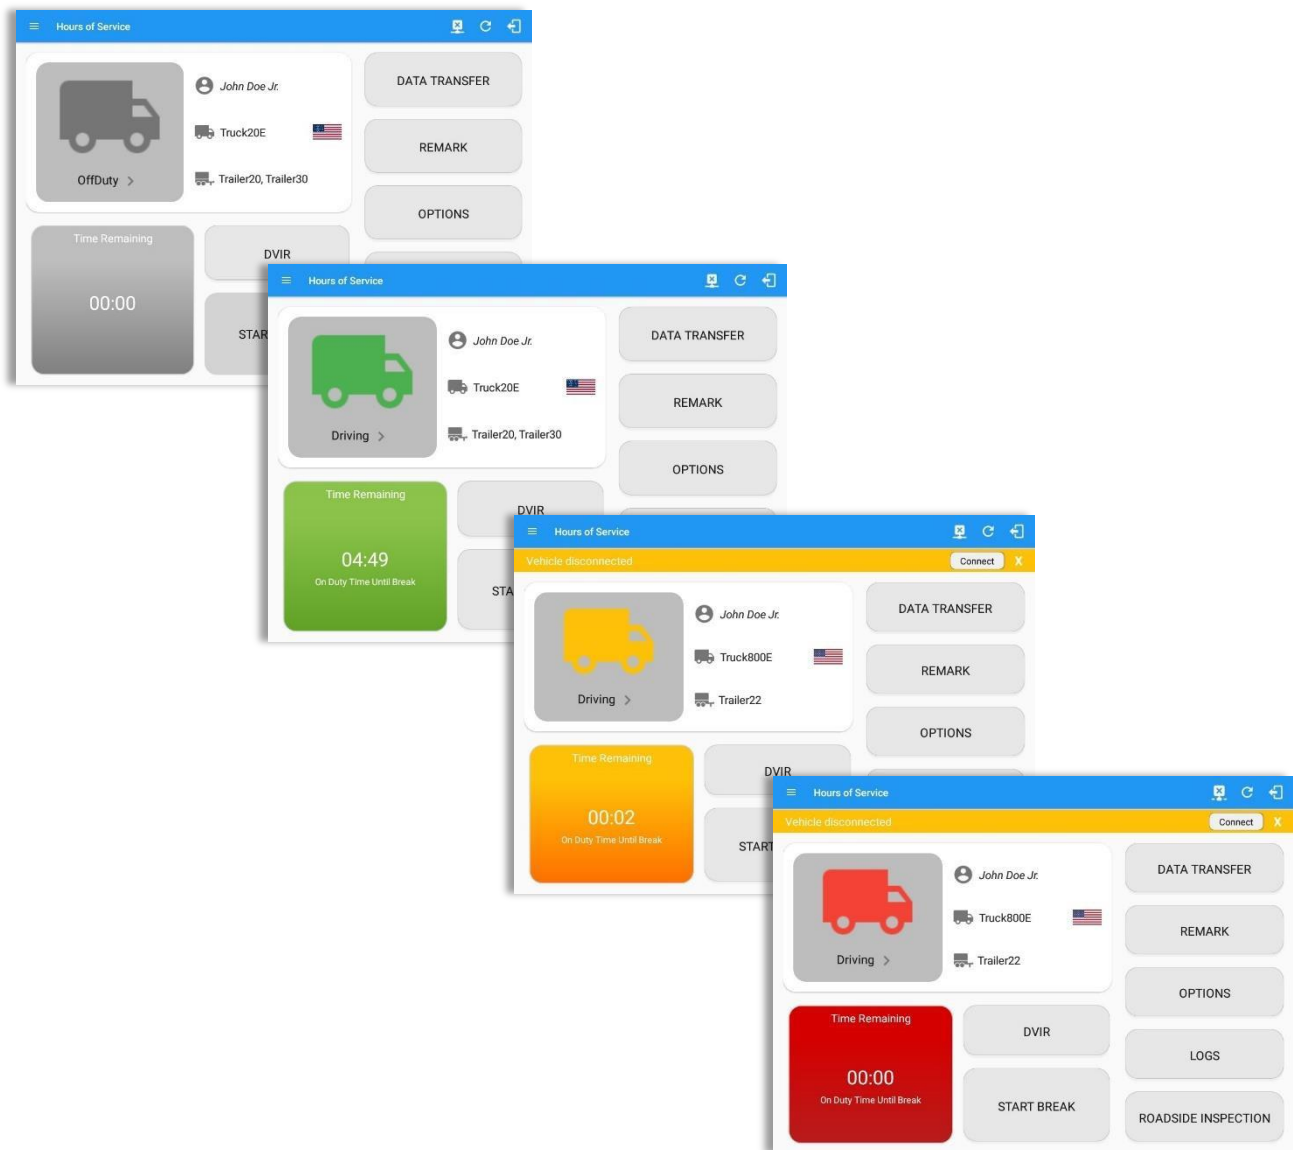 Hours of Service
John Doe Jr.
Truck20E
Trailer20, Trailer30
OffDuty
DATA TRANSFER
REMARK
OPTIONS
Time Remaining
00:00
DVIR
STAR
Hours of Service
John Doe Jr.
Truck20E
Trailer20, Trailer30
Driving
DATA TRANSFER
REMARK
OPTIONS
Time Remaining
04:49
On Duty Time Until Break
DVIR
STA
Hours of Service
Vehicle disconnected
Connect X
John Doe Jr.
Truck800E
Trailer22
Driving
DATA TRANSFER
REMARK
OPTIONS
Time Remaining
00:02
On Duty Time Until Break
DVIR
START
Hours of Service
Vehicle disconnected
Connect X
John Doe Jr.
Truck800E
Trailer22
Driving
DATA TRANSFER
REMARK
OPTIONS
LOGS
ROADSIDE INSPECTION
Time Remaining
00:00
On Duty Time Until Break
DVIR
START BREAK